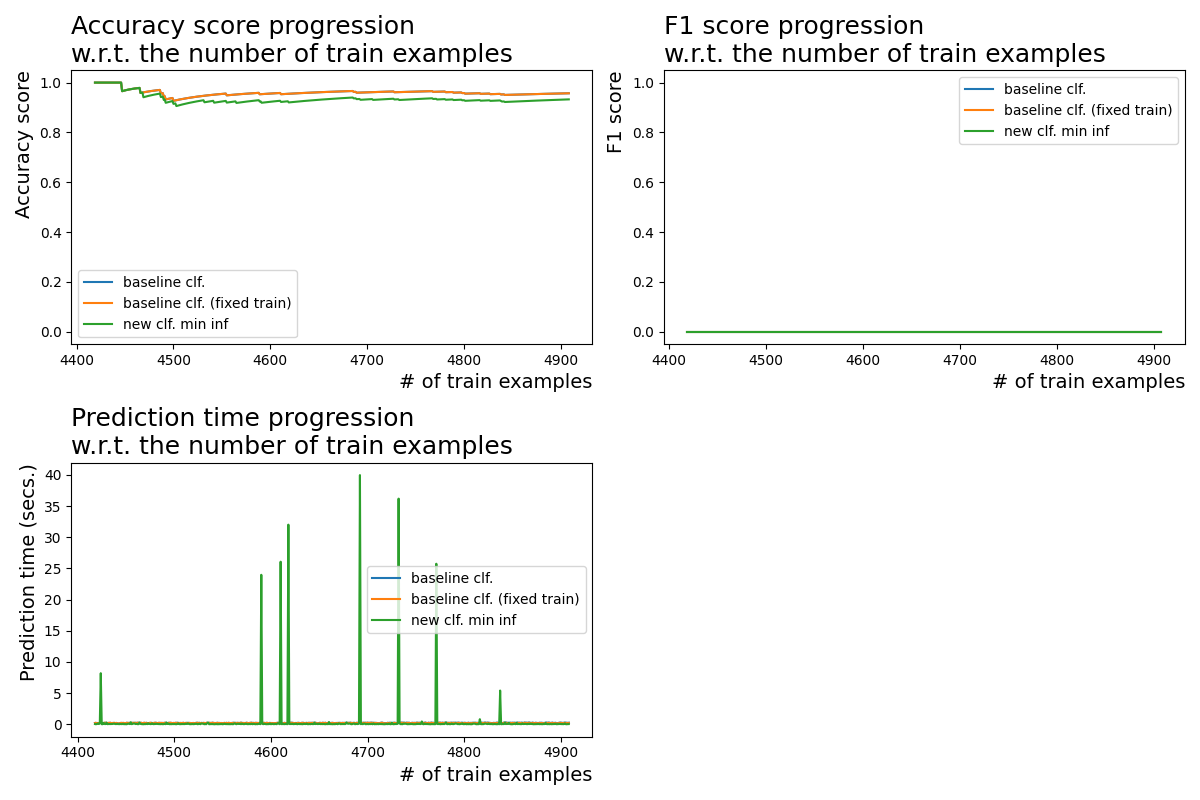 Accuracy score progression
w.r.t. the number of train examples
Accuracy score
1.0
0.8
0.6
0.4
0.2
0.0
baseline clf.
baseline clf. (fixed train)
new clf. min inf
4400 4500 4600 4700 4800 4900
# of train examples
F1 score progression
w.r.t. the number of train examples
F1 score
1.0
0.8
0.6
0.4
0.2
0.0
baseline clf.
baseline clf. (fixed train)
new clf. min inf
4400 4500 4600 4700 4800 4900
# of train examples
Prediction time progression
w.r.t. the number of train examples
Prediction time (secs.)
40
35
30
25
20
15
10
5
0
baseline clf.
baseline clf. (fixed train)
new clf. min inf
4400 4500 4600 4700 4800 4900
# of train examples